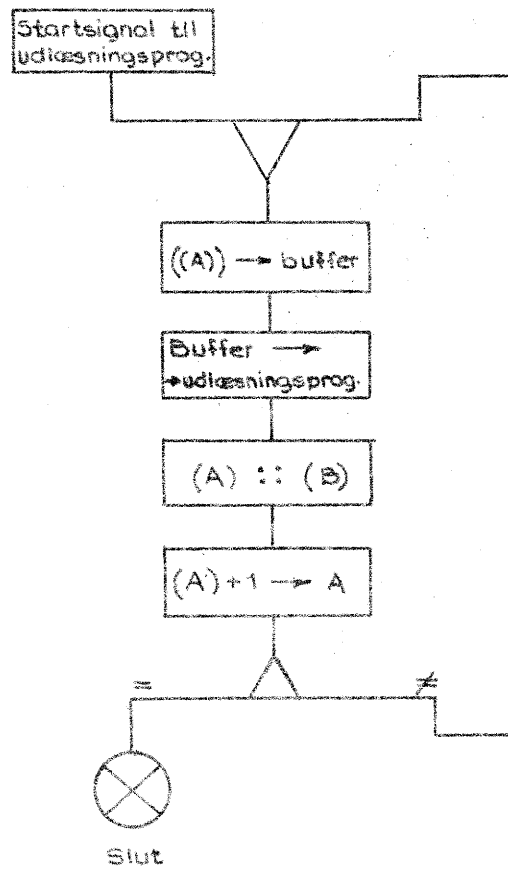 Startsignal til
udlæsningsprog.
((A)) → buffer
Buffer →
→udlæsningsprog.
(A) :: (B)
(A)+1 → A
= ≠
Slut